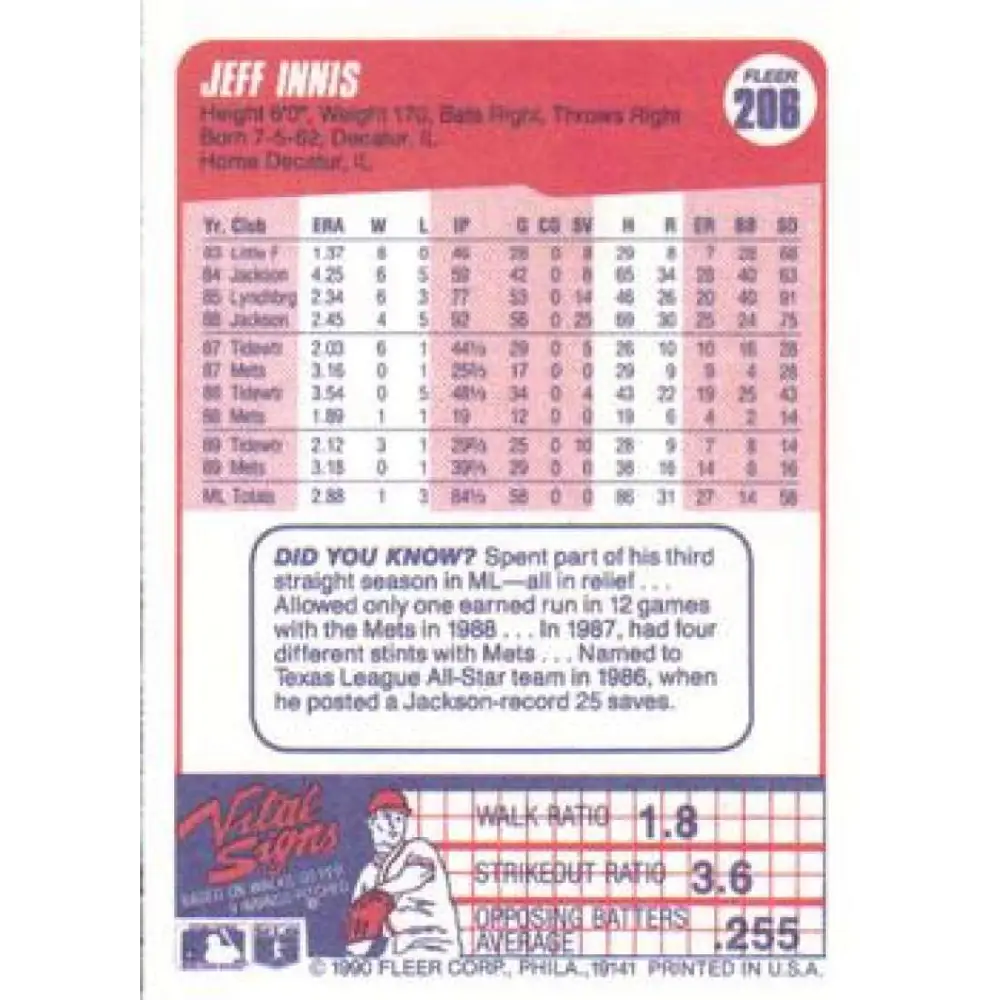 JEFF INNIS
FLEER
206
Height 6'0", Weight 170, Bats Right, Throws Right
Born 7-5-62, Decatur, IL
Home Decatur, IL
Yr. Club ERA W L IP G CG SV H R ER BB SO
83 Little F 1.37 8 0 46 28 0 8 29 8 7 28 68
84 Jackson 4.25 6 5 59 42 0 8 65 34 28 40 63
85 Lynchbrg 2.34 6 3 77 53 0 14 46 26 20 40 91
86 Jackson 2.45 4 5 92 56 0 25 69 30 25 24 75
87 Tidewtr 2.03 6 1 44⅓ 29 0 5 26 10 10 16 28
87 Mets 3.16 0 1 25⅔ 17 0 0 29 9 9 4 28
88 Tidewtr 3.54 0 5 48⅓ 34 0 4 43 22 19 25 43
88 Mets 1.89 1 1 19 12 0 0 19 6 4 2 14
89 Tidewtr 2.12 3 1 29⅔ 25 0 10 28 9 7 8 14
89 Mets 3.18 0 1 39⅔ 29 0 0 38 16 14 8 16
ML Totals 2.88 1 3 84⅓ 58 0 0 86 31 27 14 58
DID YOU KNOW? Spent part of his third
straight season in ML—all in relief . . .
Allowed only one earned run in 12 games
with the Mets in 1988 . . . In 1987, had four
different stints with Mets . . . Named to
Texas League All-Star team in 1986, when
he posted a Jackson-record 25 saves.
Vital
Signs
BASED ON WALKS, SO PER
9 INNINGS PITCHED
WALK RATIO 1.8
STRIKEOUT RATIO 3.6
OPPOSING BATTERS
AVERAGE .255
© 1990 FLEER CORP., PHILA., 19141 PRINTED IN U.S.A.